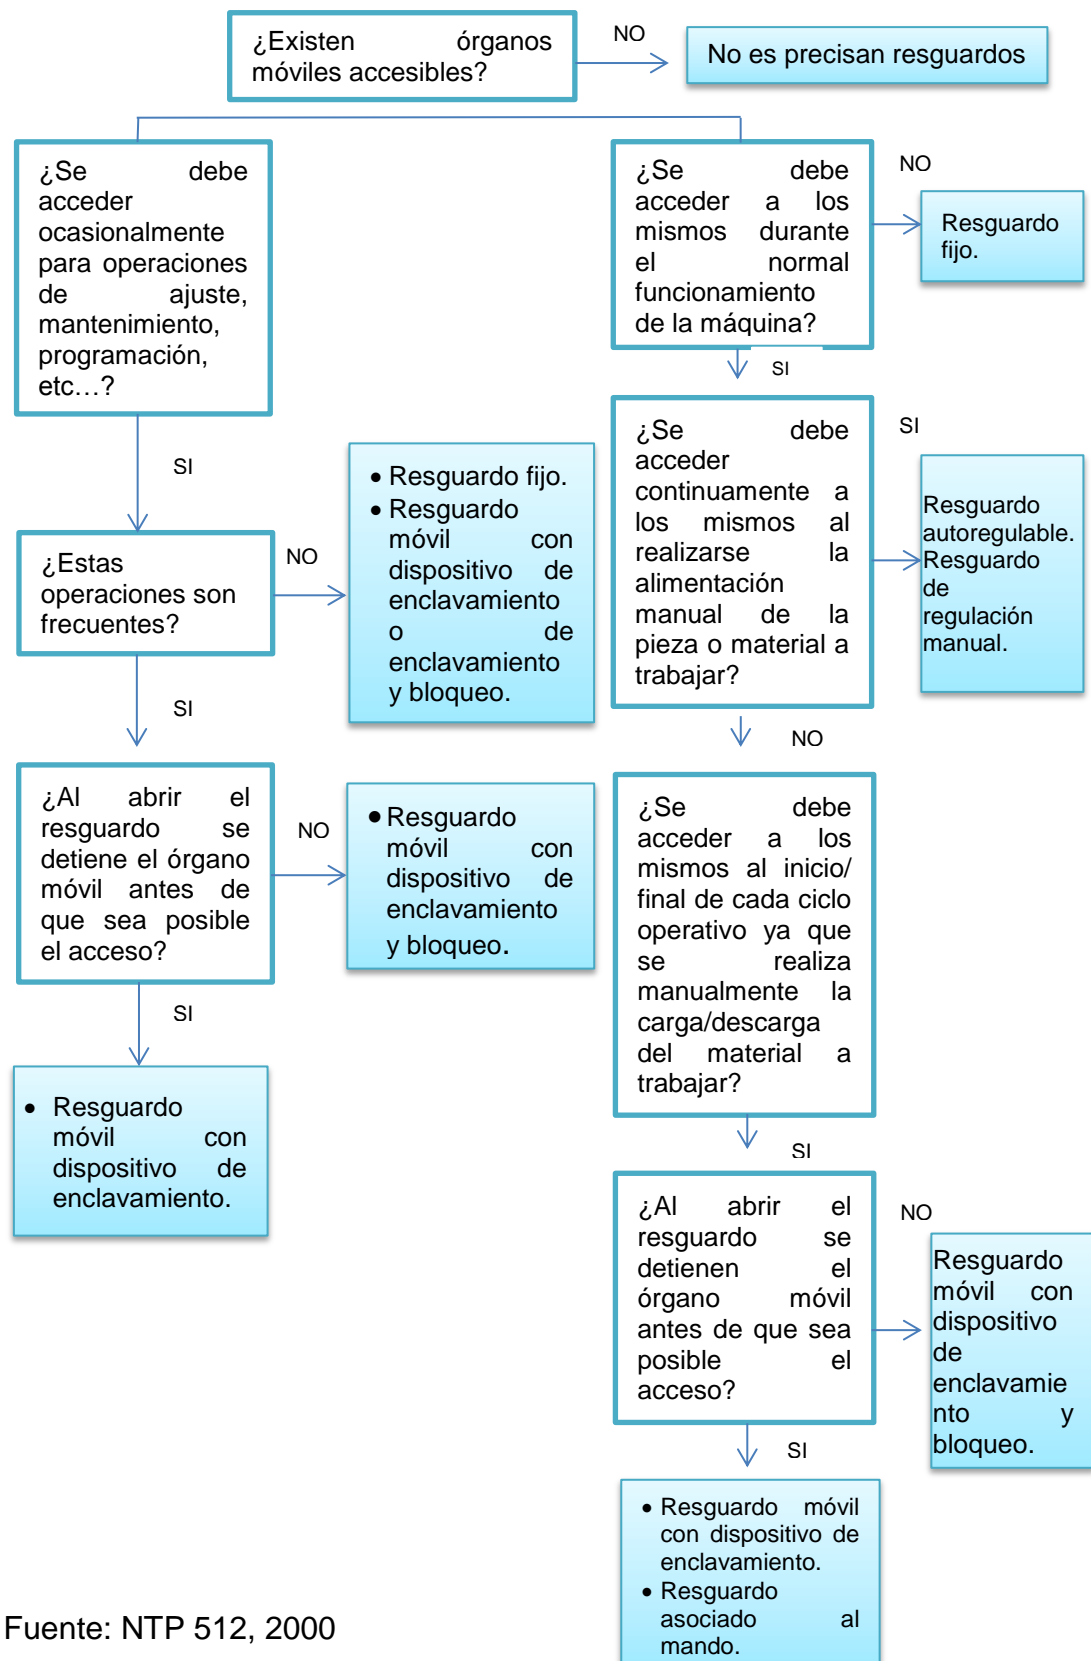 ¿Existen órganos
móviles accesibles?
NO
No es precisan resguardos
¿Se debe
acceder
ocasionalmente
para operaciones
de ajuste,
mantenimiento,
programación,
etc…?
SI
¿Estas
operaciones son
frecuentes?
NO
• Resguardo fijo.
• Resguardo
móvil con
dispositivo de
enclavamiento
o de
enclavamiento
y bloqueo.
SI
¿Al abrir el
resguardo se
detiene el órgano
móvil antes de
que sea posible
el acceso?
NO
• Resguardo
móvil con
dispositivo de
enclavamiento
y bloqueo.
SI
• Resguardo
móvil con
dispositivo de
enclavamiento.
¿Se debe
acceder a los
mismos durante
el normal
funcionamiento
de la máquina?
NO
Resguardo
fijo.
SI
¿Se debe
acceder
continuamente a
los mismos al
realizarse la
alimentación
manual de la
pieza o material a
trabajar?
SI
Resguardo
autoregulable.
Resguardo
de
regulación
manual.
NO
¿Se debe
acceder a los
mismos al inicio/
final de cada ciclo
operativo ya que
se realiza
manualmente la
carga/descarga
del material a
trabajar?
SI
¿Al abrir el
resguardo se
detienen el
órgano móvil
antes de que sea
posible el
acceso?
NO
Resguardo
móvil con
dispositivo
de
enclavamie
nto y
bloqueo.
SI
• Resguardo móvil
con dispositivo de
enclavamiento.
• Resguardo
asociado al
mando.
Fuente: NTP 512, 2000